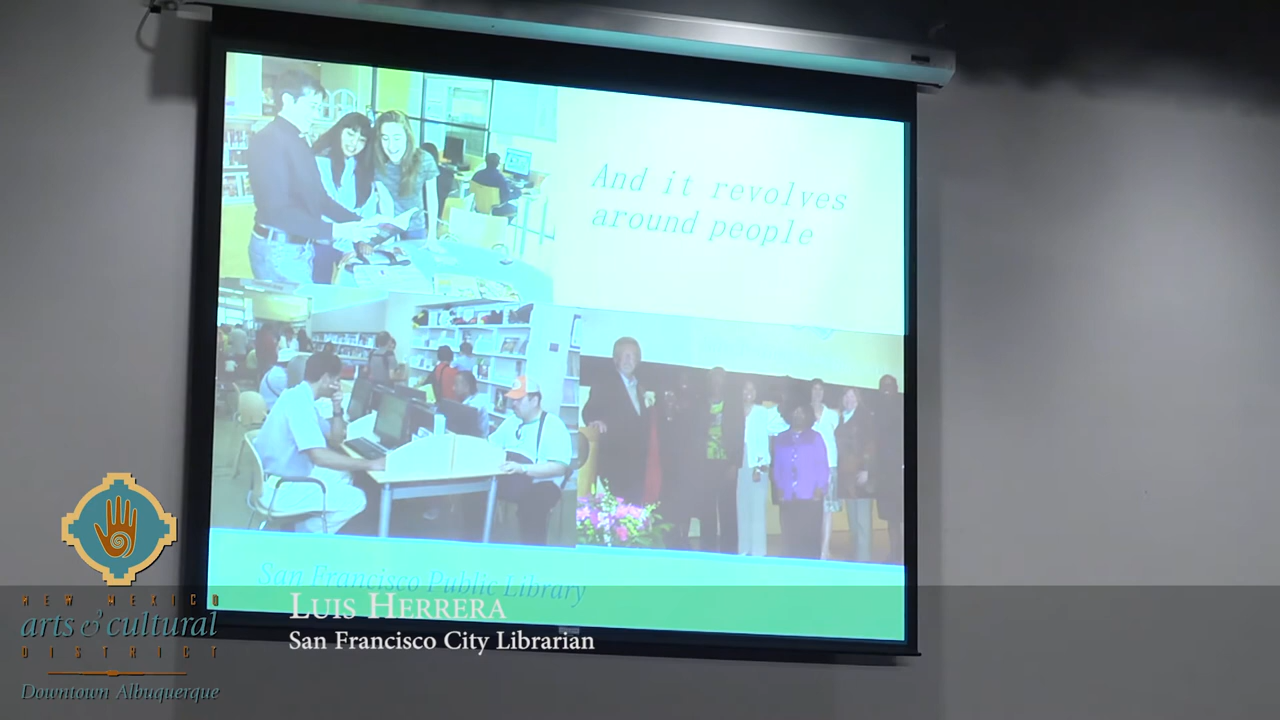 And it revolves
around people
San Francisco Public Library
LUIS HERRERA
San Francisco City Librarian
NEW MEXICO
arts & cultural
DISTRICT
Downtown Albuquerque